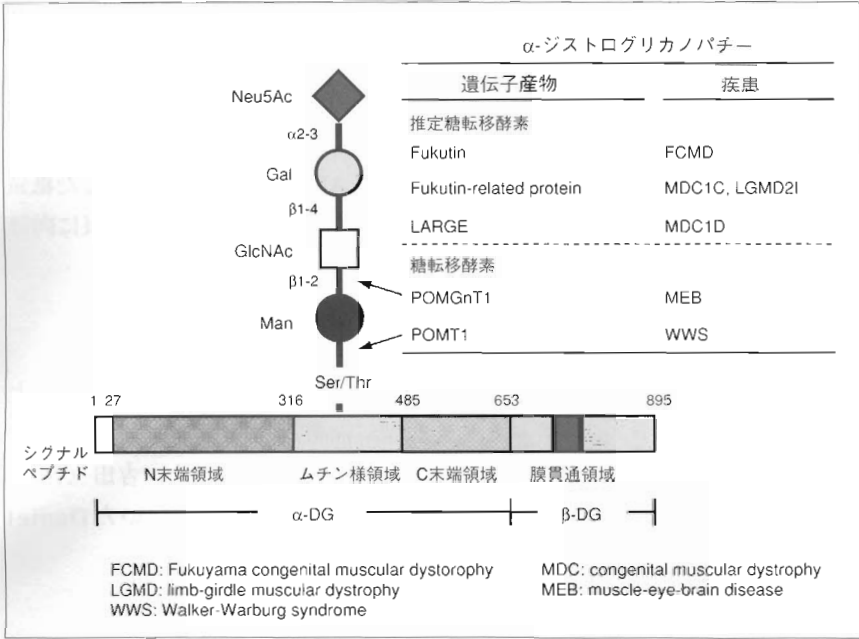 α-ジストログリカノパチー
遺伝子産物 疾患
推定糖転移酵素
Fukutin FCMD
Fukutin-related protein MDC1C, LGMD2I
LARGE MDC1D
糖転移酵素
POMGnT1 MEB
POMT1 WWS
Neu5Ac
α2-3
Gal
β1-4
GlcNAc
β1-2
Man
Ser/Thr
1 27 316 485 653 895
シグナル
ペプチド
N末端領域 ムチン様領域 C末端領域 膜貫通領域
α-DG β-DG
FCMD: Fukuyama congenital muscular dystorophy
LGMD: limb-girdle muscular dystrophy
WWS: Walker-Warburg syndrome
MDC: congenital muscular dystrophy
MEB: muscle-eye-brain disease